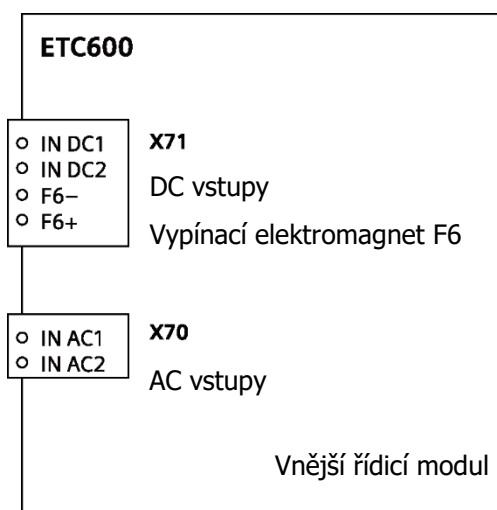 ETC600
IN DC1
IN DC2
F6−
F6+
X71
DC vstupy
Vypínací elektromagnet F6
IN AC1
IN AC2
X70
AC vstupy
Vnější řídicí modul